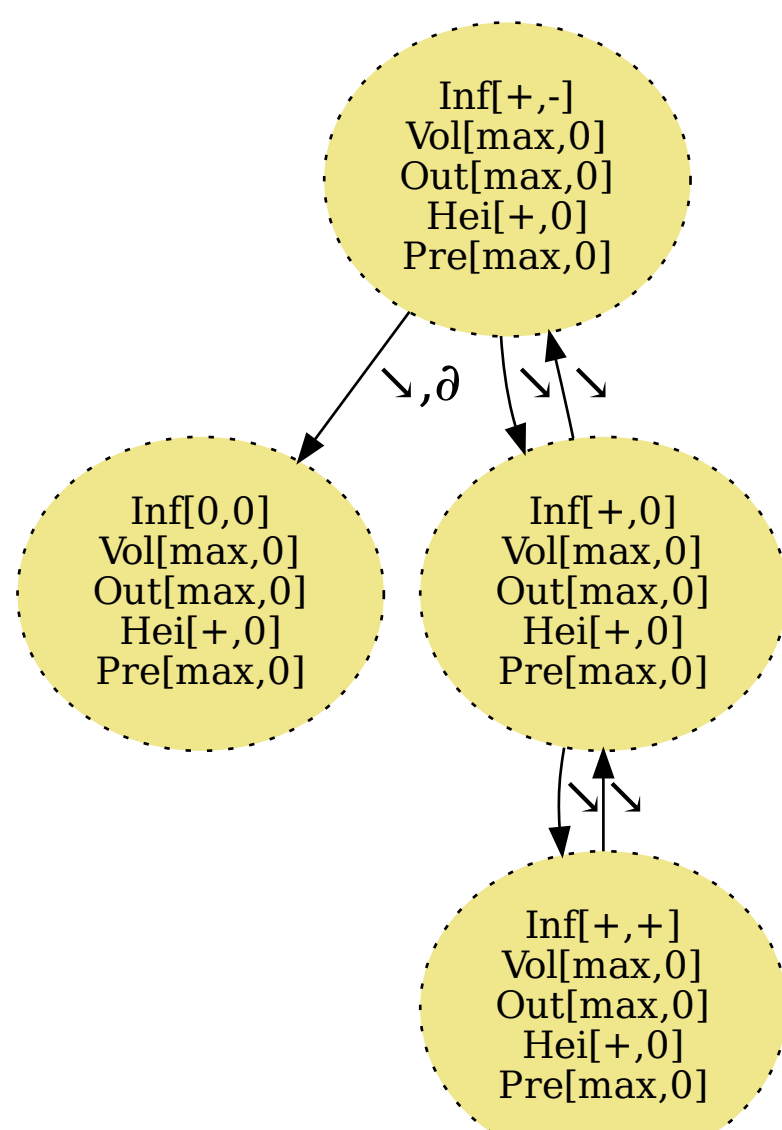 Inf[+,-]
Vol[max,0]
Out[max,0]
Hei[+,0]
Pre[max,0]
↘,∂
↘
↘
Inf[0,0]
Vol[max,0]
Out[max,0]
Hei[+,0]
Pre[max,0]
Inf[+,0]
Vol[max,0]
Out[max,0]
Hei[+,0]
Pre[max,0]
↘
↘
Inf[+,+]
Vol[max,0]
Out[max,0]
Hei[+,0]
Pre[max,0]